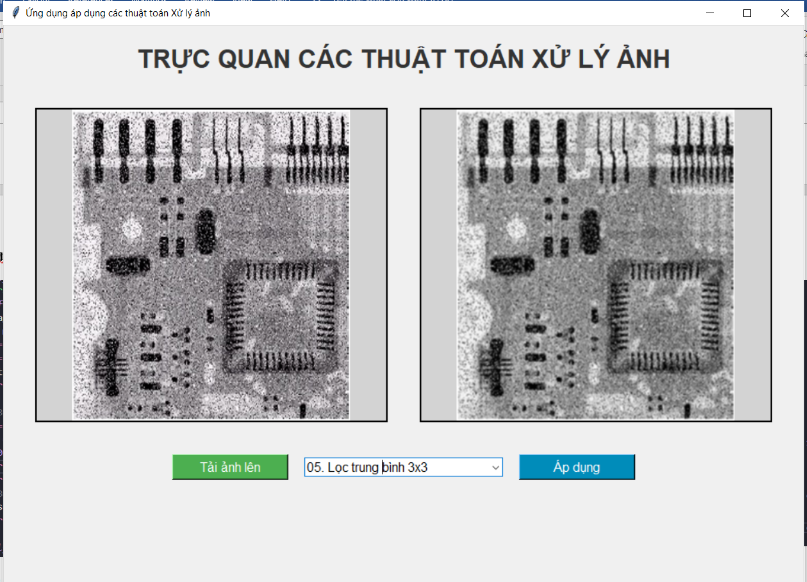 Ứng dụng áp dụng các thuật toán Xử lý ảnh
TRỰC QUAN CÁC THUẬT TOÁN XỬ LÝ ẢNH
Tải ảnh lên
05. Lọc trung bình 3x3
Áp dụng